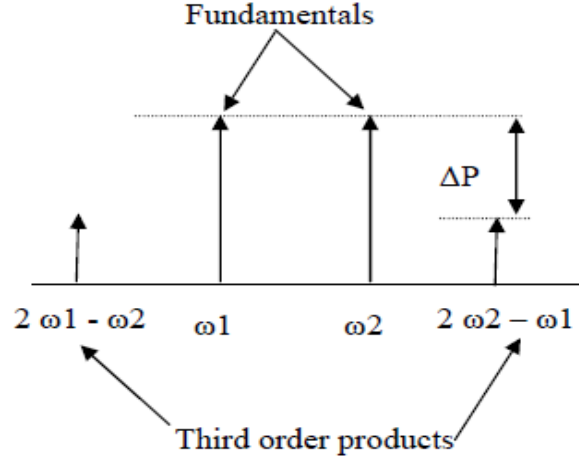 Fundamentals
ΔP
2 ω1 - ω2
ω1
ω2
2 ω2 – ω1
Third order products